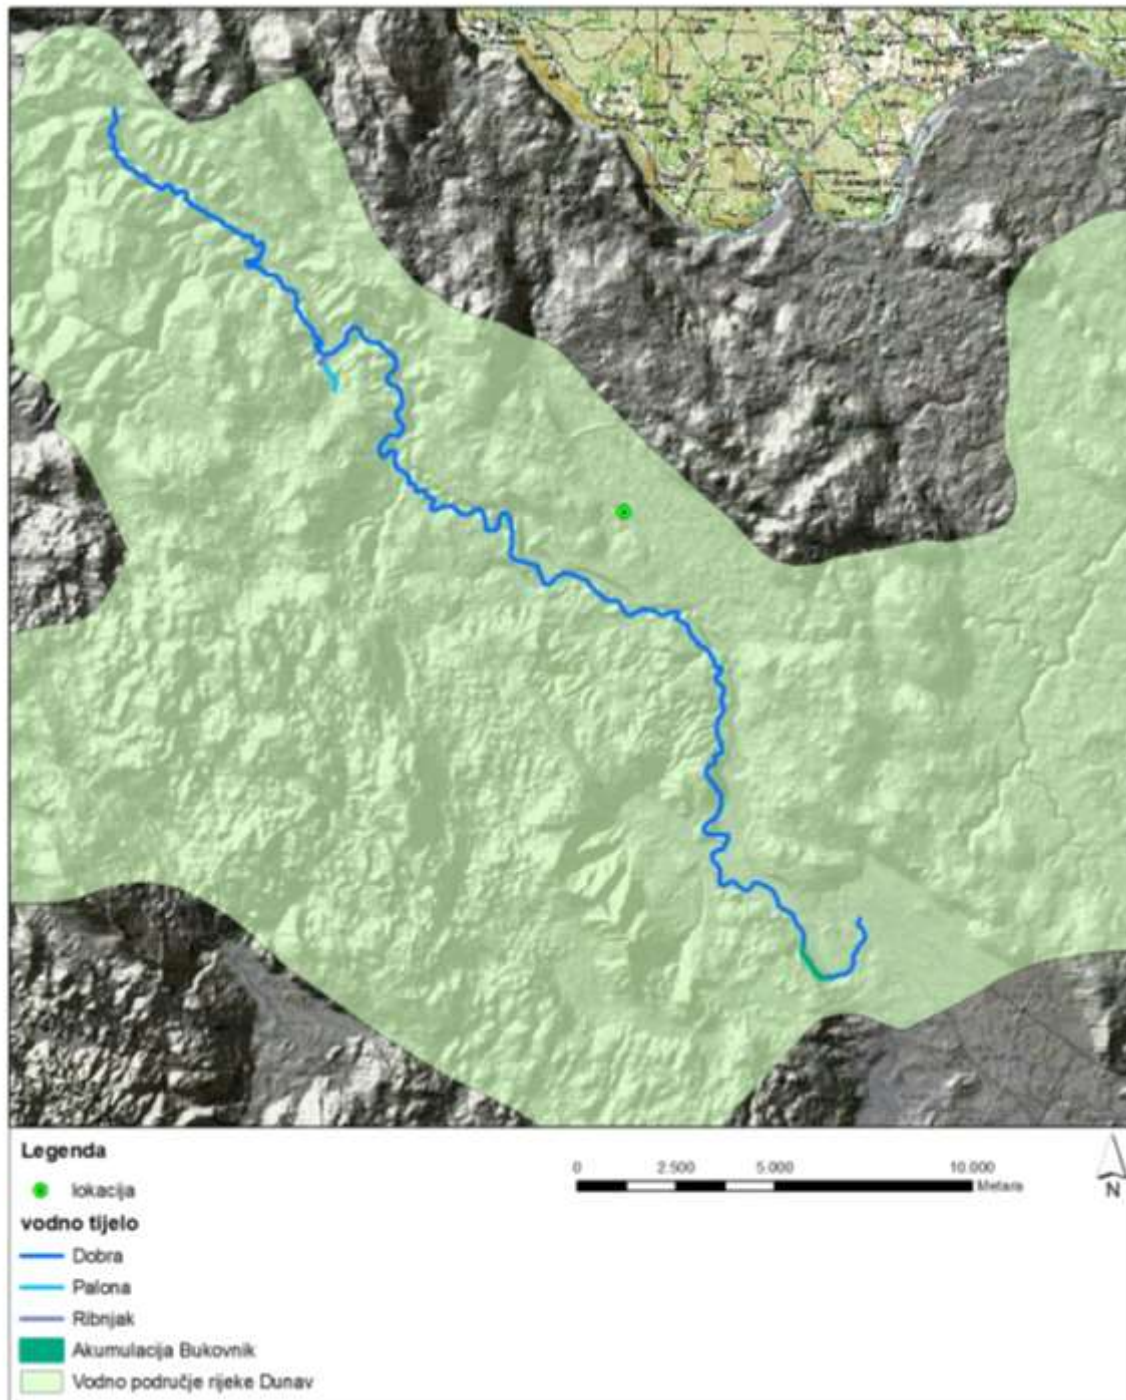 Legenda
lokacija
vodno tijelo
Dobra
Palona
Ribnjak
Akumulacija Bukovnik
Vodno područje rijeke Dunav
0 2.500 5.000 10.000
Metara
N